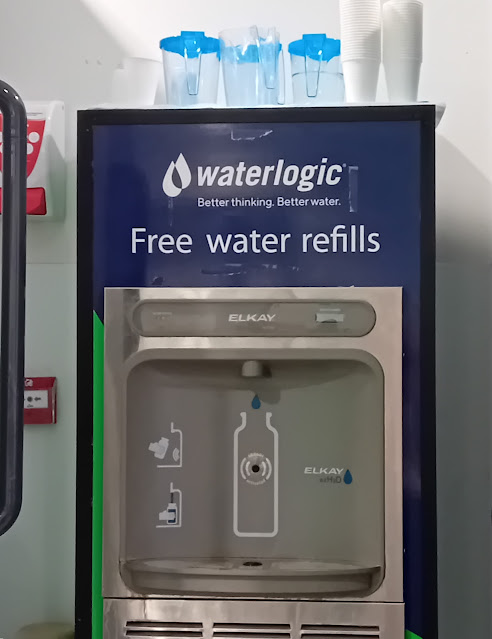 waterlogic
Better thinking. Better water.
Free water refills
ELKAY
ELKAY
ezH2O